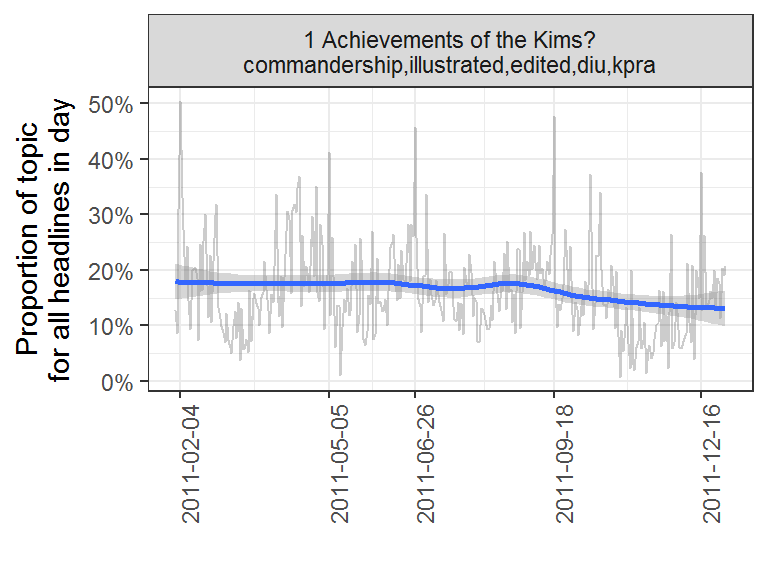 1 Achievements of the Kims?
commandership,illustrated,edited,diu,kpra
Proportion of topic
for all headlines in day
50%
40%
30%
20%
10%
0%
2011-02-04
2011-05-05
2011-06-26
2011-09-18
2011-12-16